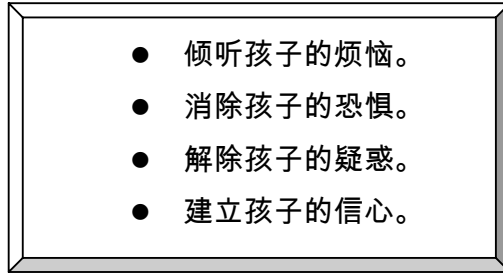 ● 倾听孩子的烦恼。
● 消除孩子的恐惧。
● 解除孩子的疑惑。
● 建立孩子的信心。